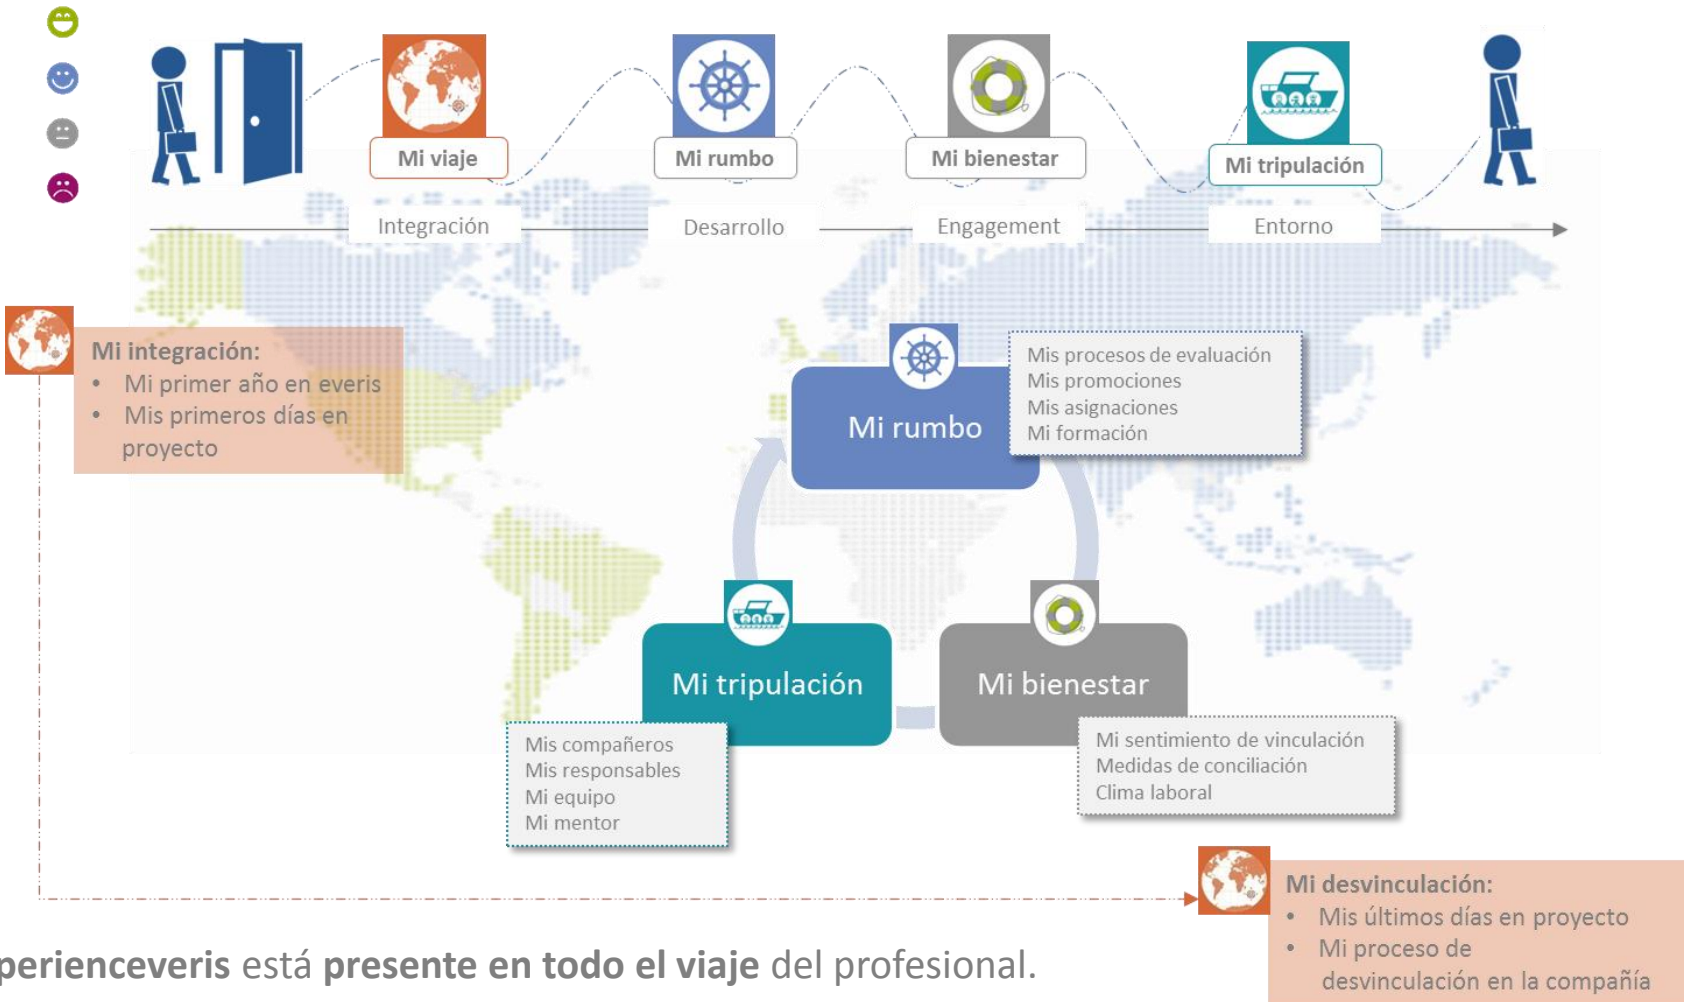 Mi viaje
Mi rumbo
Mi bienestar
Mi tripulación
Integración
Desarrollo
Engagement
Entorno
Mi integración:
• Mi primer año en everis
• Mis primeros días en
proyecto
Mi rumbo
Mis procesos de evaluación
Mis promociones
Mis asignaciones
Mi formación
Mi tripulación
Mis compañeros
Mis responsables
Mi equipo
Mi mentor
Mi bienestar
Mi sentimiento de vinculación
Medidas de conciliación
Clima laboral
Mi desvinculación:
• Mis últimos días en proyecto
• Mi proceso de
desvinculación en la compañía
perienceveris está presente en todo el viaje del profesional.